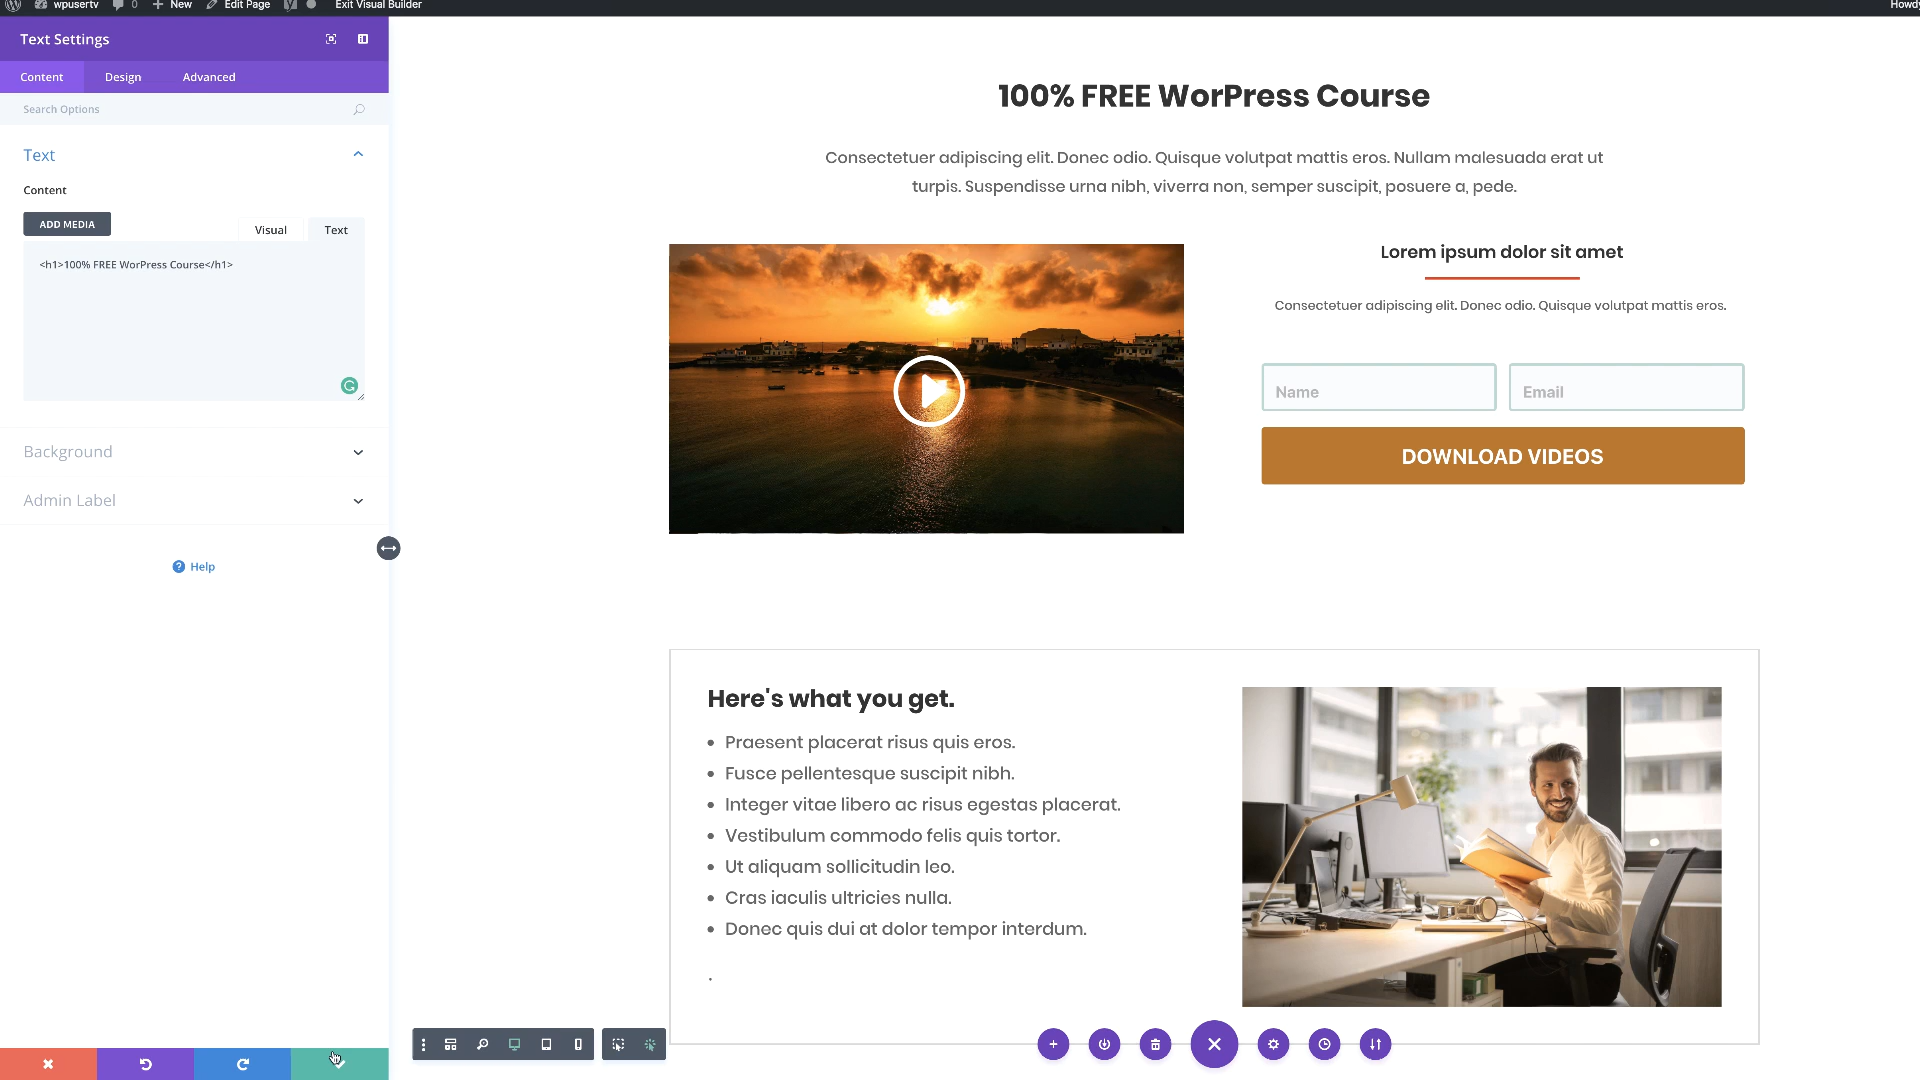 wpusertv 0 + New Edit Page Exit Visual Builder Howdy
Text Settings
Content Design Advanced
Search Options
Text
Content
ADD MEDIA
Visual Text
<h1>100% FREE WorPress Course</h1>
Background
Admin Label
Help
100% FREE WorPress Course
Consectetuer adipiscing elit. Donec odio. Quisque volutpat mattis eros. Nullam malesuada erat ut
turpis. Suspendisse urna nibh, viverra non, semper suscipit, posuere a, pede.
Lorem ipsum dolor sit amet
Consectetuer adipiscing elit. Donec odio. Quisque volutpat mattis eros.
Name Email
DOWNLOAD VIDEOS
Here's what you get.
• Praesent placerat risus quis eros.
• Fusce pellentesque suscipit nibh.
• Integer vitae libero ac risus egestas placerat.
• Vestibulum commodo felis quis tortor.
• Ut aliquam sollicitudin leo.
• Cras iaculis ultricies nulla.
• Donec quis dui at dolor tempor interdum.
.